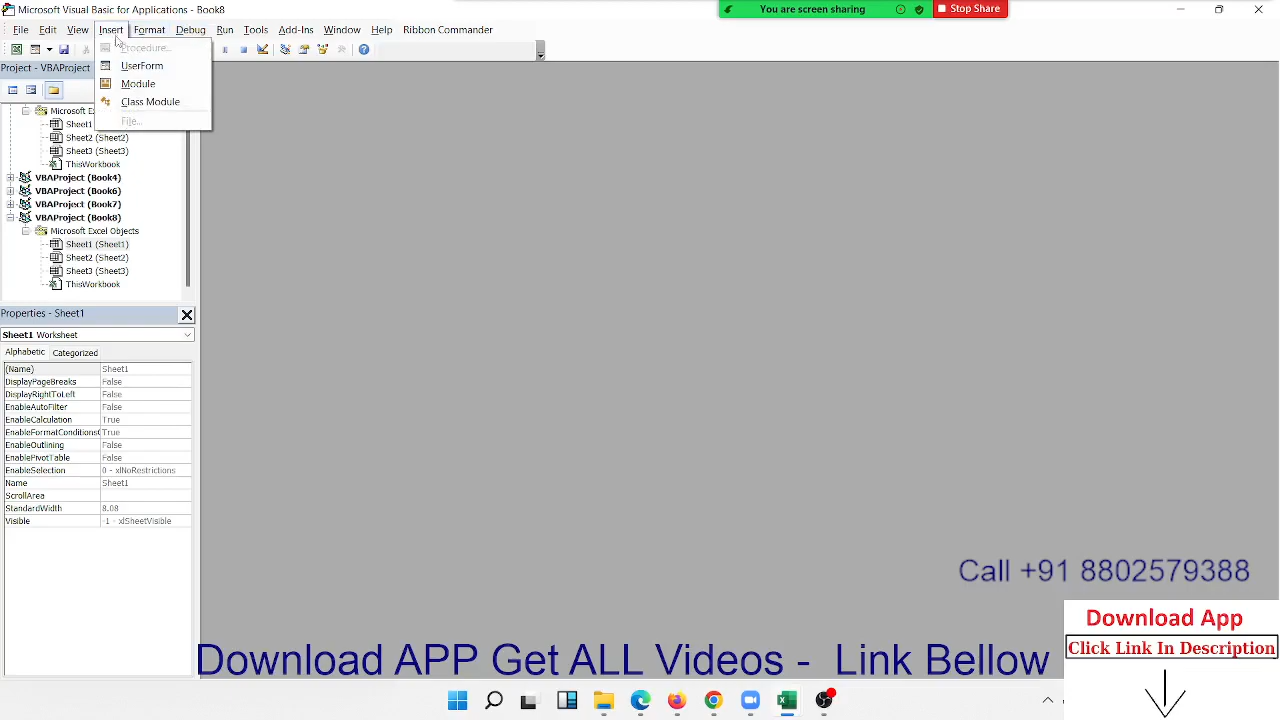 Microsoft Visual Basic for Applications - Book8
You are screen sharing
Stop Share
File Edit View Insert Format Debug Run Tools Add-Ins Window Help Ribbon Commander
Procedure...
UserForm
Module
Class Module
File...
Project - VBAProject
Microsoft Ex
Sheet1
Sheet2 (Sheet2)
Sheet3 (Sheet3)
ThisWorkbook
VBAProject (Book4)
VBAProject (Book6)
VBAProject (Book7)
VBAProject (Book8)
Microsoft Excel Objects
Sheet1 (Sheet1)
Sheet2 (Sheet2)
Sheet3 (Sheet3)
ThisWorkbook
Properties - Sheet1
Sheet1 Worksheet
Alphabetic Categorized
(Name) Sheet1
DisplayPageBreaks False
DisplayRightToLeft False
EnableAutoFilter False
EnableCalculation True
EnableFormatConditions True
EnableOutlining False
EnablePivotTable False
EnableSelection 0 - xlNoRestrictions
Name Sheet1
ScrollArea
StandardWidth 8.08
Visible -1 - xlSheetVisible
Call +91 8802579388
Download App
Click Link In Description
Download APP Get ALL Videos - Link Bellow